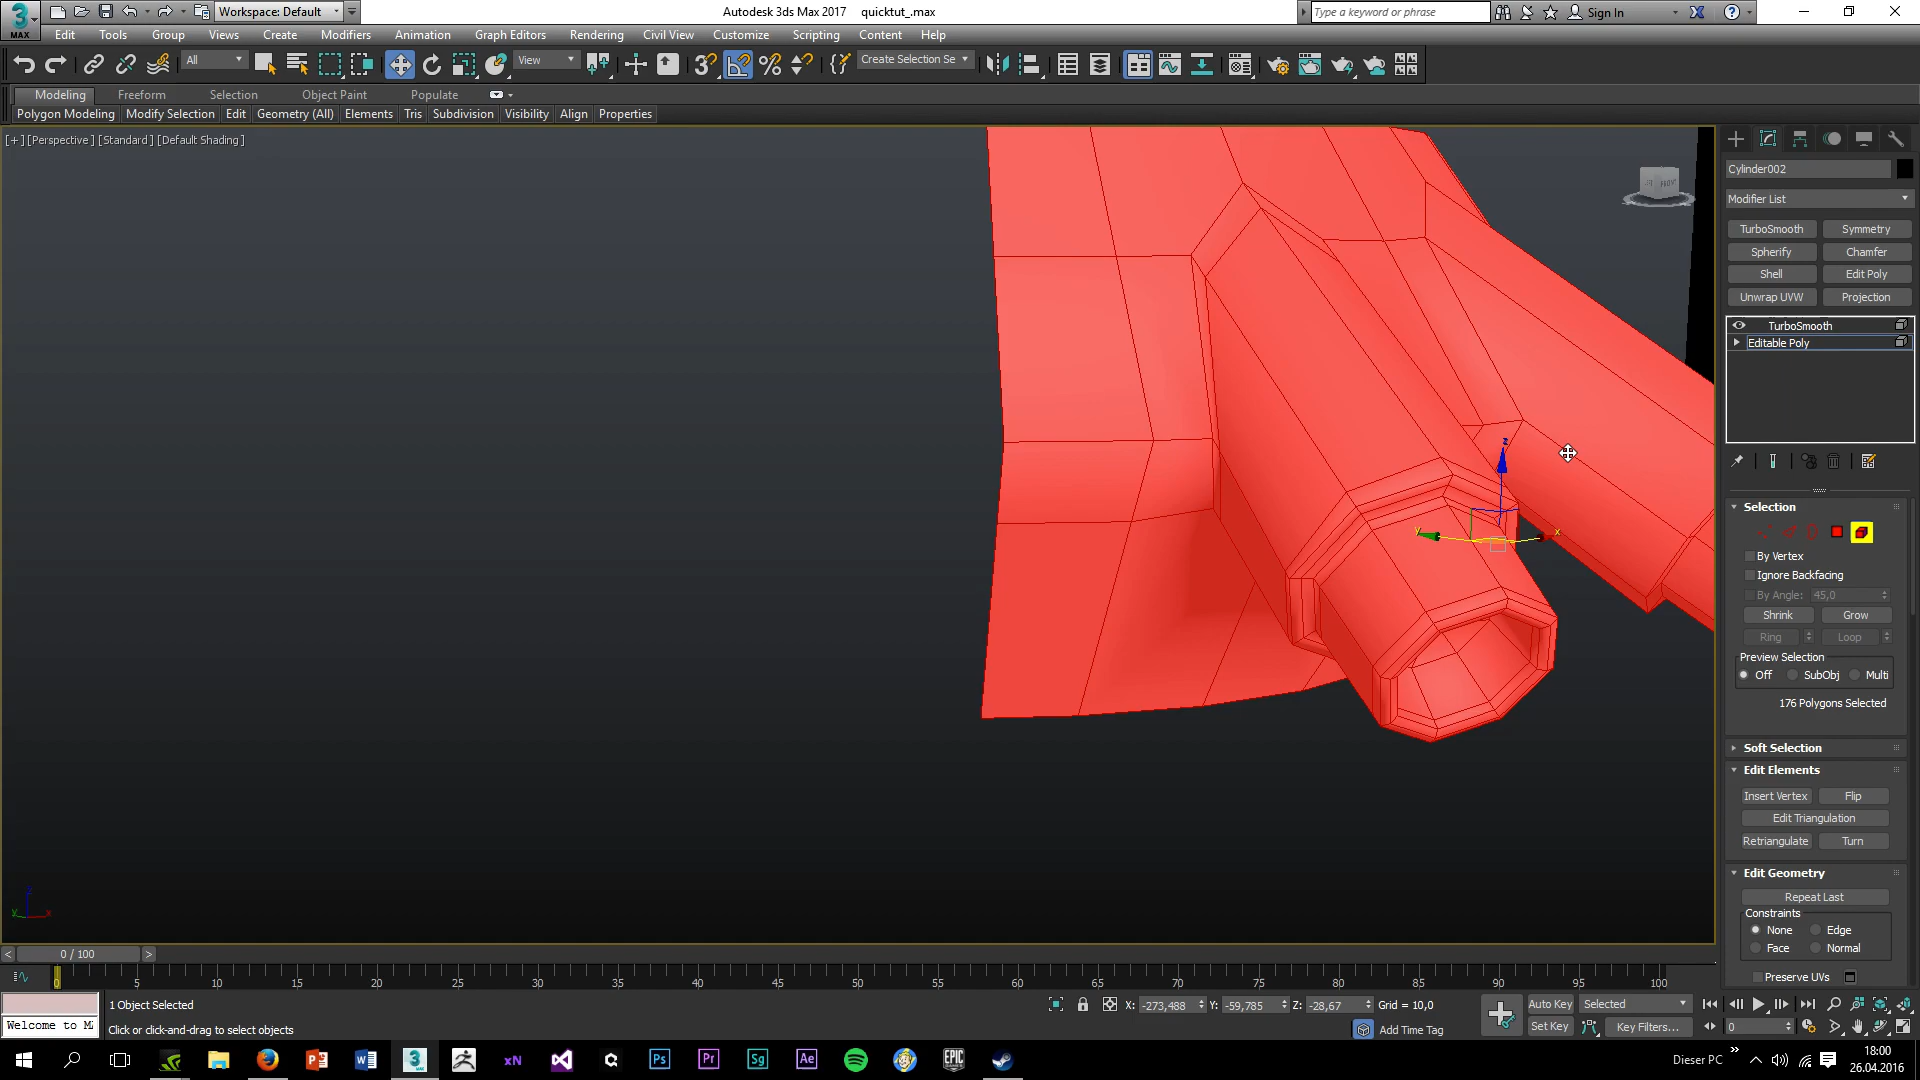 Workspace: Default
Autodesk 3ds Max 2017 quicktut_.max
Type a keyword or phrase
Sign In
MAX
Edit Tools Group Views Create Modifiers Animation Graph Editors Rendering Civil View Customize Scripting Content Help
All View Create Selection Se
Modeling Freeform Selection Object Paint Populate
Polygon Modeling Modify Selection Edit Geometry (All) Elements Tris Subdivision Visibility Align Properties
[+] [Perspective ] [Standard ] [Default Shading ]
Cylinder002
Modifier List
TurboSmooth Symmetry
Spherify Chamfer
Shell Edit Poly
Unwrap UVW Projection
TurboSmooth
Editable Poly
z
y x
Selection
By Vertex
Ignore Backfacing
By Angle: 45,0
Shrink Grow
Ring Loop
Preview Selection
Off SubObj Multi
176 Polygons Selected
Soft Selection
Edit Elements
Insert Vertex Flip
Edit Triangulation
Retriangulate Turn
Edit Geometry
Repeat Last
Constraints
None Edge
Face Normal
Preserve UVs
z
y x
< 0 / 100 >
0 5 10 15 20 25 30 35 40 45 50 55 60 65 70 75 80 85 90 95 100
1 Object Selected
X: -273,488 Y: -59,785 Z: -28,67 Grid = 10,0
Auto Key Selected
Welcome to M
Click or click-and-drag to select objects
Add Time Tag
Set Key Key Filters... 0
Ps Pr Sg Ae
xN
EPIC GAMES
Dieser PC
18:00
26.04.2016